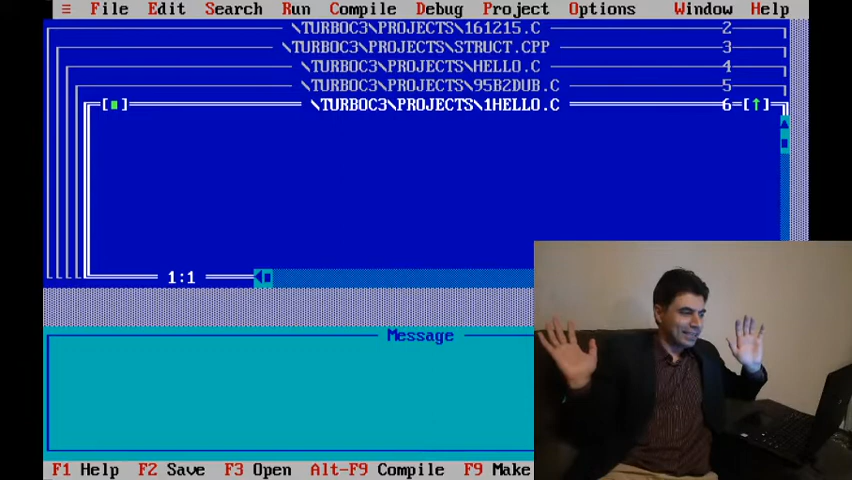 ≡ File Edit Search Run Compile Debug Project Options Window Help
\TURBOC3\PROJECTS\161215.C 2
\TURBOC3\PROJECTS\STRUCT.CPP 3
\TURBOC3\PROJECTS\HELLO.C 4
\TURBOC3\PROJECTS\95B2DUB.C 5
[■] \TURBOC3\PROJECTS\1HELLO.C 6=[↑]
1:1
Message
F1 Help F2 Save F3 Open Alt-F9 Compile F9 Make